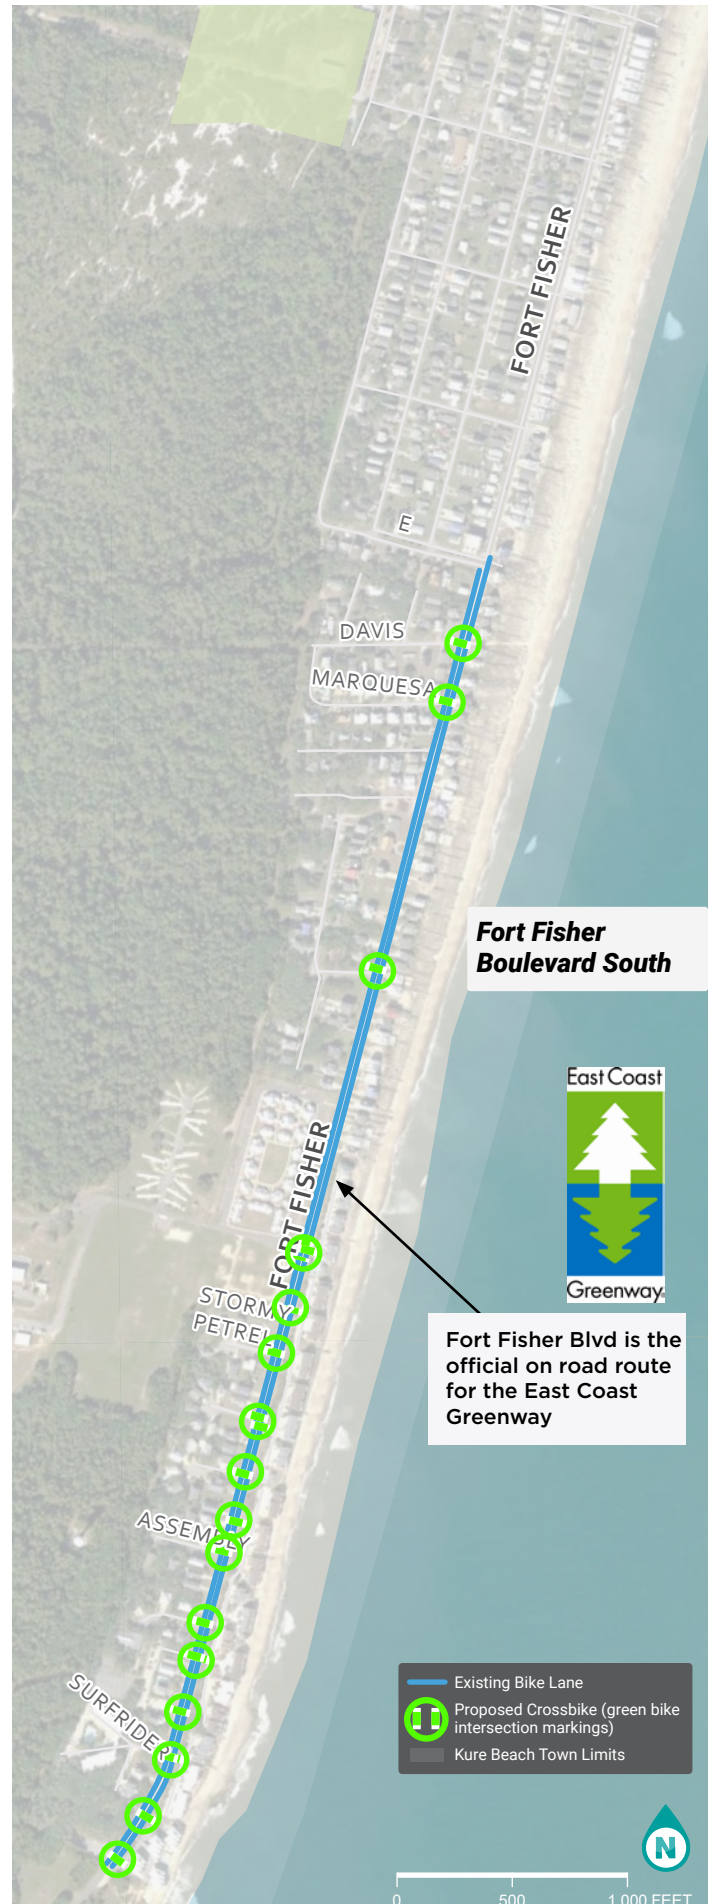 FORT FISHER
E
DAVIS
MARQUESA
Fort Fisher
Boulevard South
East Coast
Greenway
FORT FISHER
STORMY
PETREL
Fort Fisher Blvd is the
official on road route
for the East Coast
Greenway
ASSEMBLY
SURFRIDER
Existing Bike Lane
Proposed Crossbike (green bike
intersection markings)
Kure Beach Town Limits
N
0 500 1,000 FEET